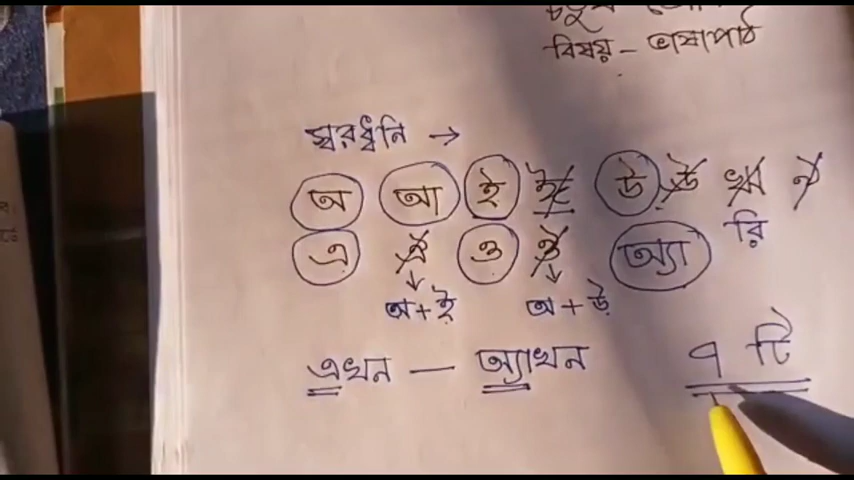 বিষয় – ভাষাপাঠ
স্বরধ্বনি →
অ আ ই ঈ উ ঊ ঋ ঌ
এ ঐ ও ঔ অ্যা রি
↓ ↓
অ + ই় অ + উ়
এখন — অ্যাখন ৭ টি